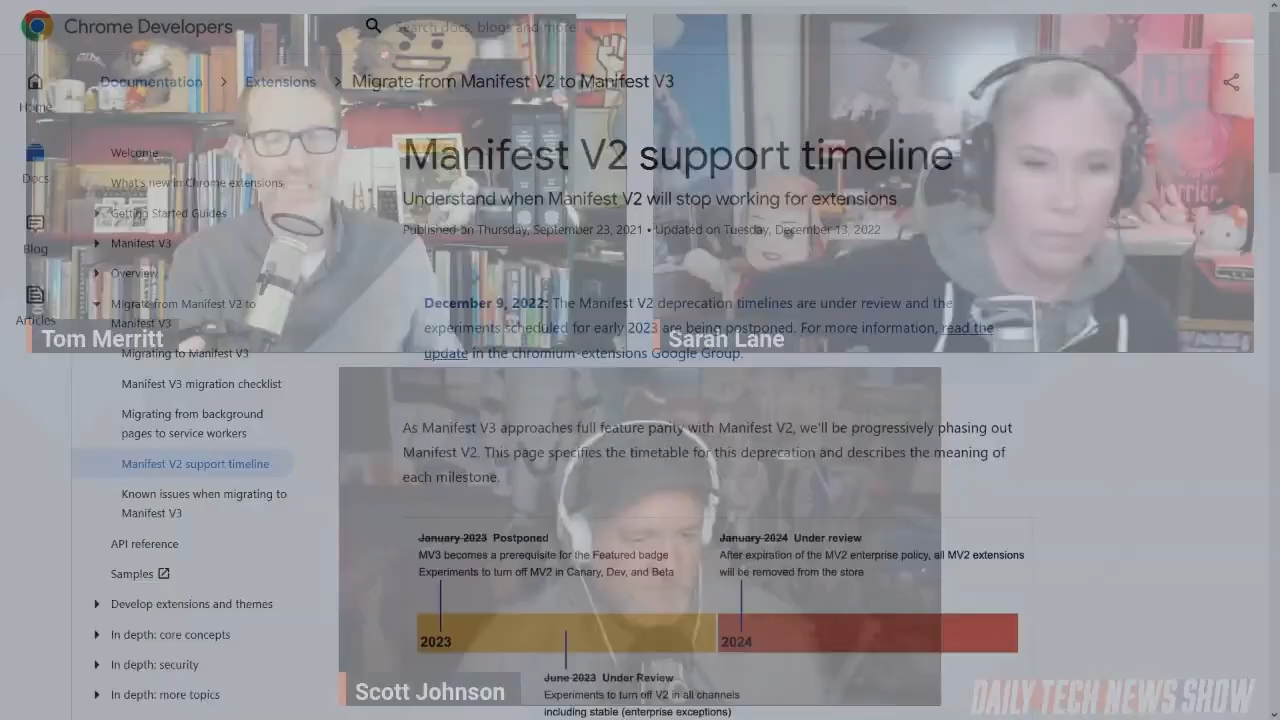 Chrome Developers
Search docs, blogs and more
Documentation
Extensions
Migrate from Manifest V2 to Manifest V3
Home
Docs
Blog
Articles
Welcome
What's new in Chrome extensions
Getting Started Guides
Manifest V3
Overview
Migrate from Manifest V2 to
Manifest V3
Migrating to Manifest V3
Manifest V3 migration checklist
Migrating from background
pages to service workers
Manifest V2 support timeline
Known issues when migrating to
Manifest V3
API reference
Samples
Develop extensions and themes
In depth: core concepts
In depth: security
In depth: more topics
Manifest V2 support timeline
Understand when Manifest V2 will stop working for extensions
Published on Thursday, September 23, 2021 • Updated on Tuesday, December 13, 2022
December 9, 2022: The Manifest V2 deprecation timelines are under review and the
experiments scheduled for early 2023 are being postponed. For more information, read the
update in the chromium-extensions Google Group.
As Manifest V3 approaches full feature parity with Manifest V2, we'll be progressively phasing out
Manifest V2. This page specifies the timetable for this deprecation and describes the meaning of
each milestone.
January 2023 Postponed
MV3 becomes a prerequisite for the Featured badge
Experiments to turn off MV2 in Canary, Dev, and Beta
January 2024 Under review
After expiration of the MV2 enterprise policy, all MV2 extensions
will be removed from the store
2023
2024
June 2023 Under Review
Experiments to turn off V2 in all channels
including stable (enterprise exceptions)
Tom Merritt
Sarah Lane
Scott Johnson
DAILY TECH NEWS SHOW